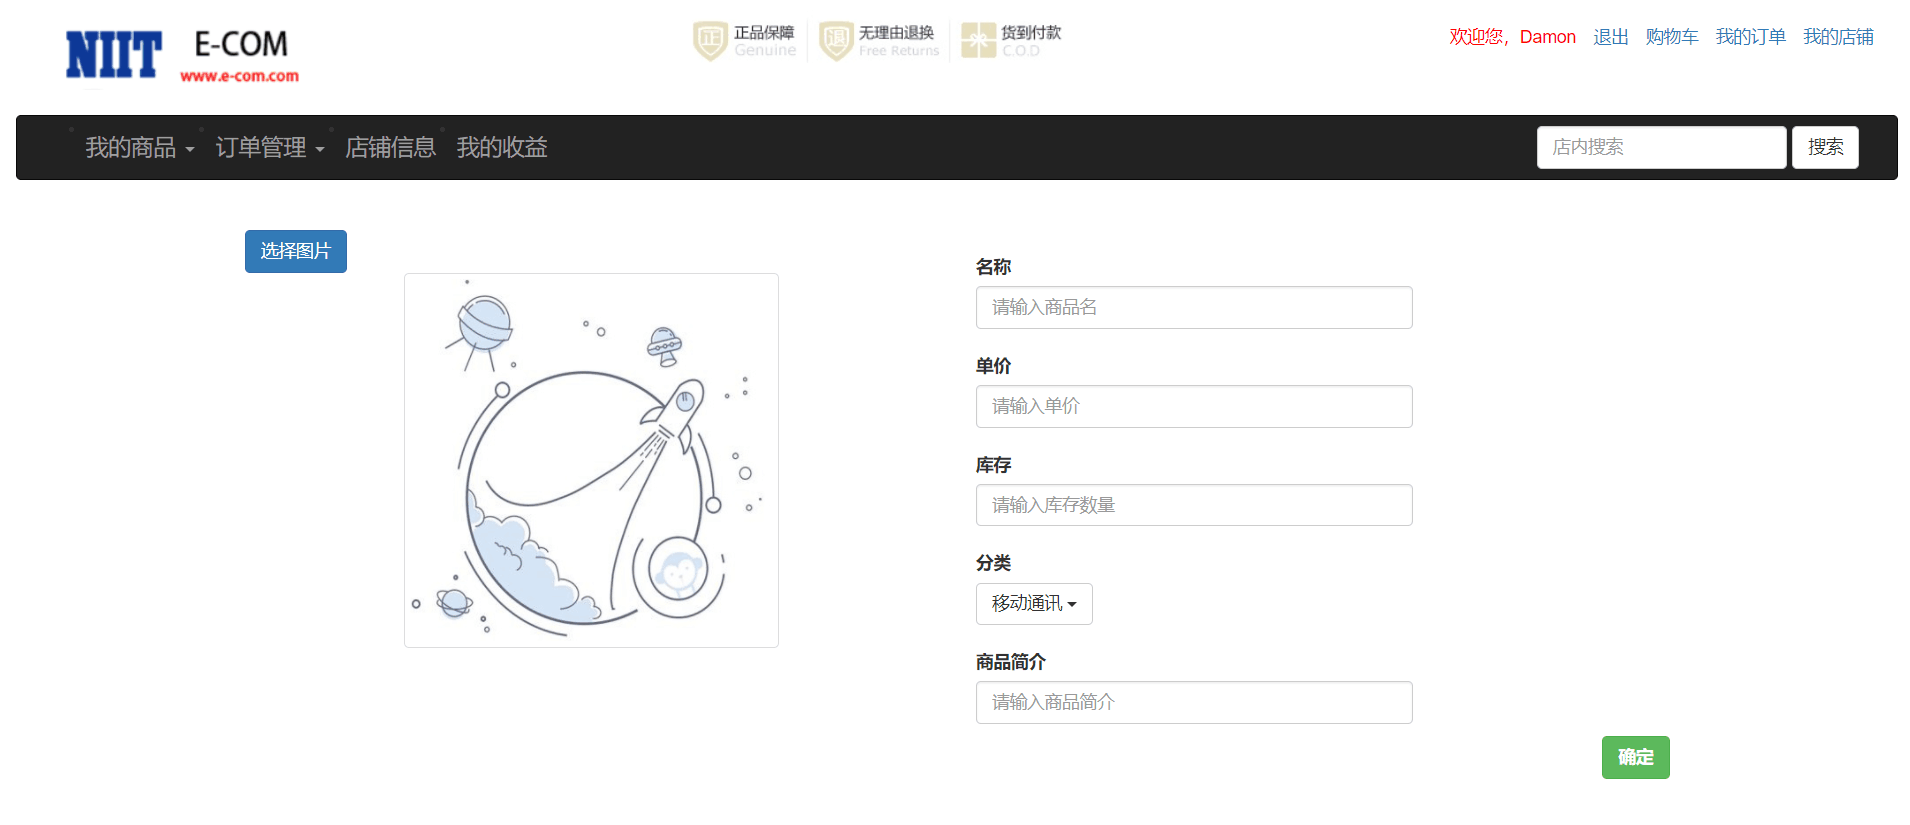 NIIT
E-COM
www.e-com.com
正
正品保障
Genuine
退
无理由退换
Free Returns
货到付款
C.O.D
欢迎您，Damon 退出 购物车 我的订单 我的店铺
我的商品 订单管理 店铺信息 我的收益
店内搜索 搜索
选择图片
名称
请输入商品名
单价
请输入单价
库存
请输入库存数量
分类
移动通讯
商品简介
请输入商品简介
确定